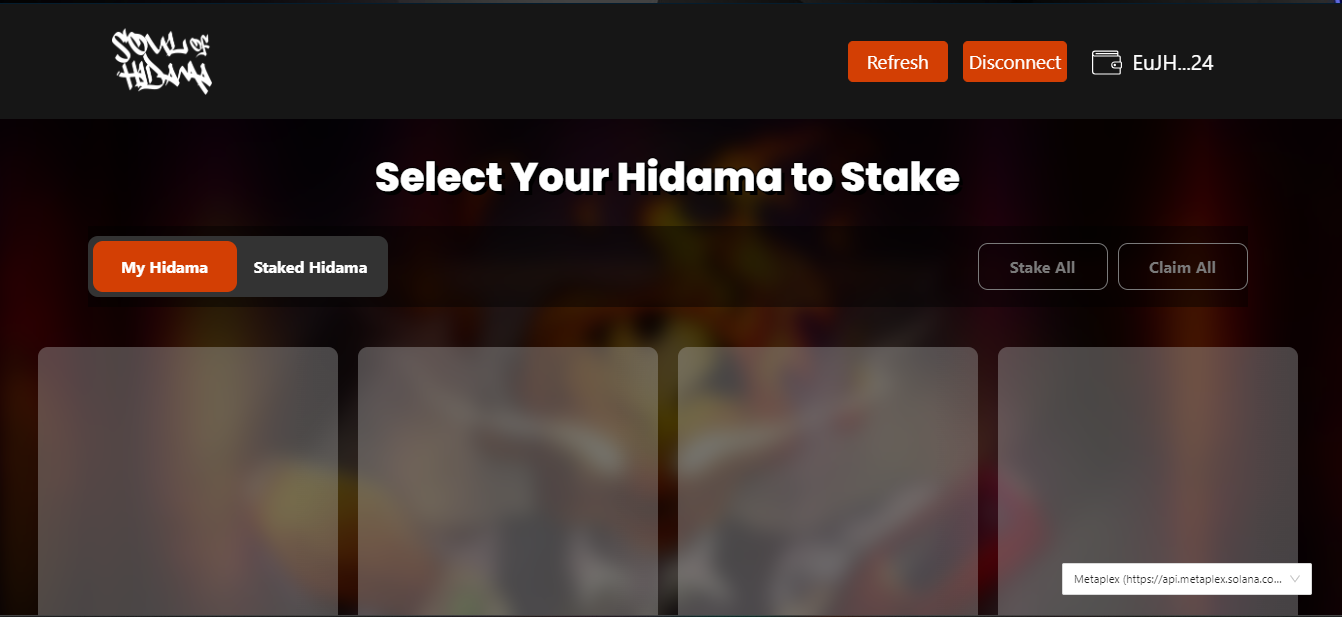 SOUL OF
HIDAMA
Refresh
Disconnect
EuJH...24
Select Your Hidama to Stake
My Hidama
Staked Hidama
Stake All
Claim All
Metaplex (https://api.metaplex.solana.co...